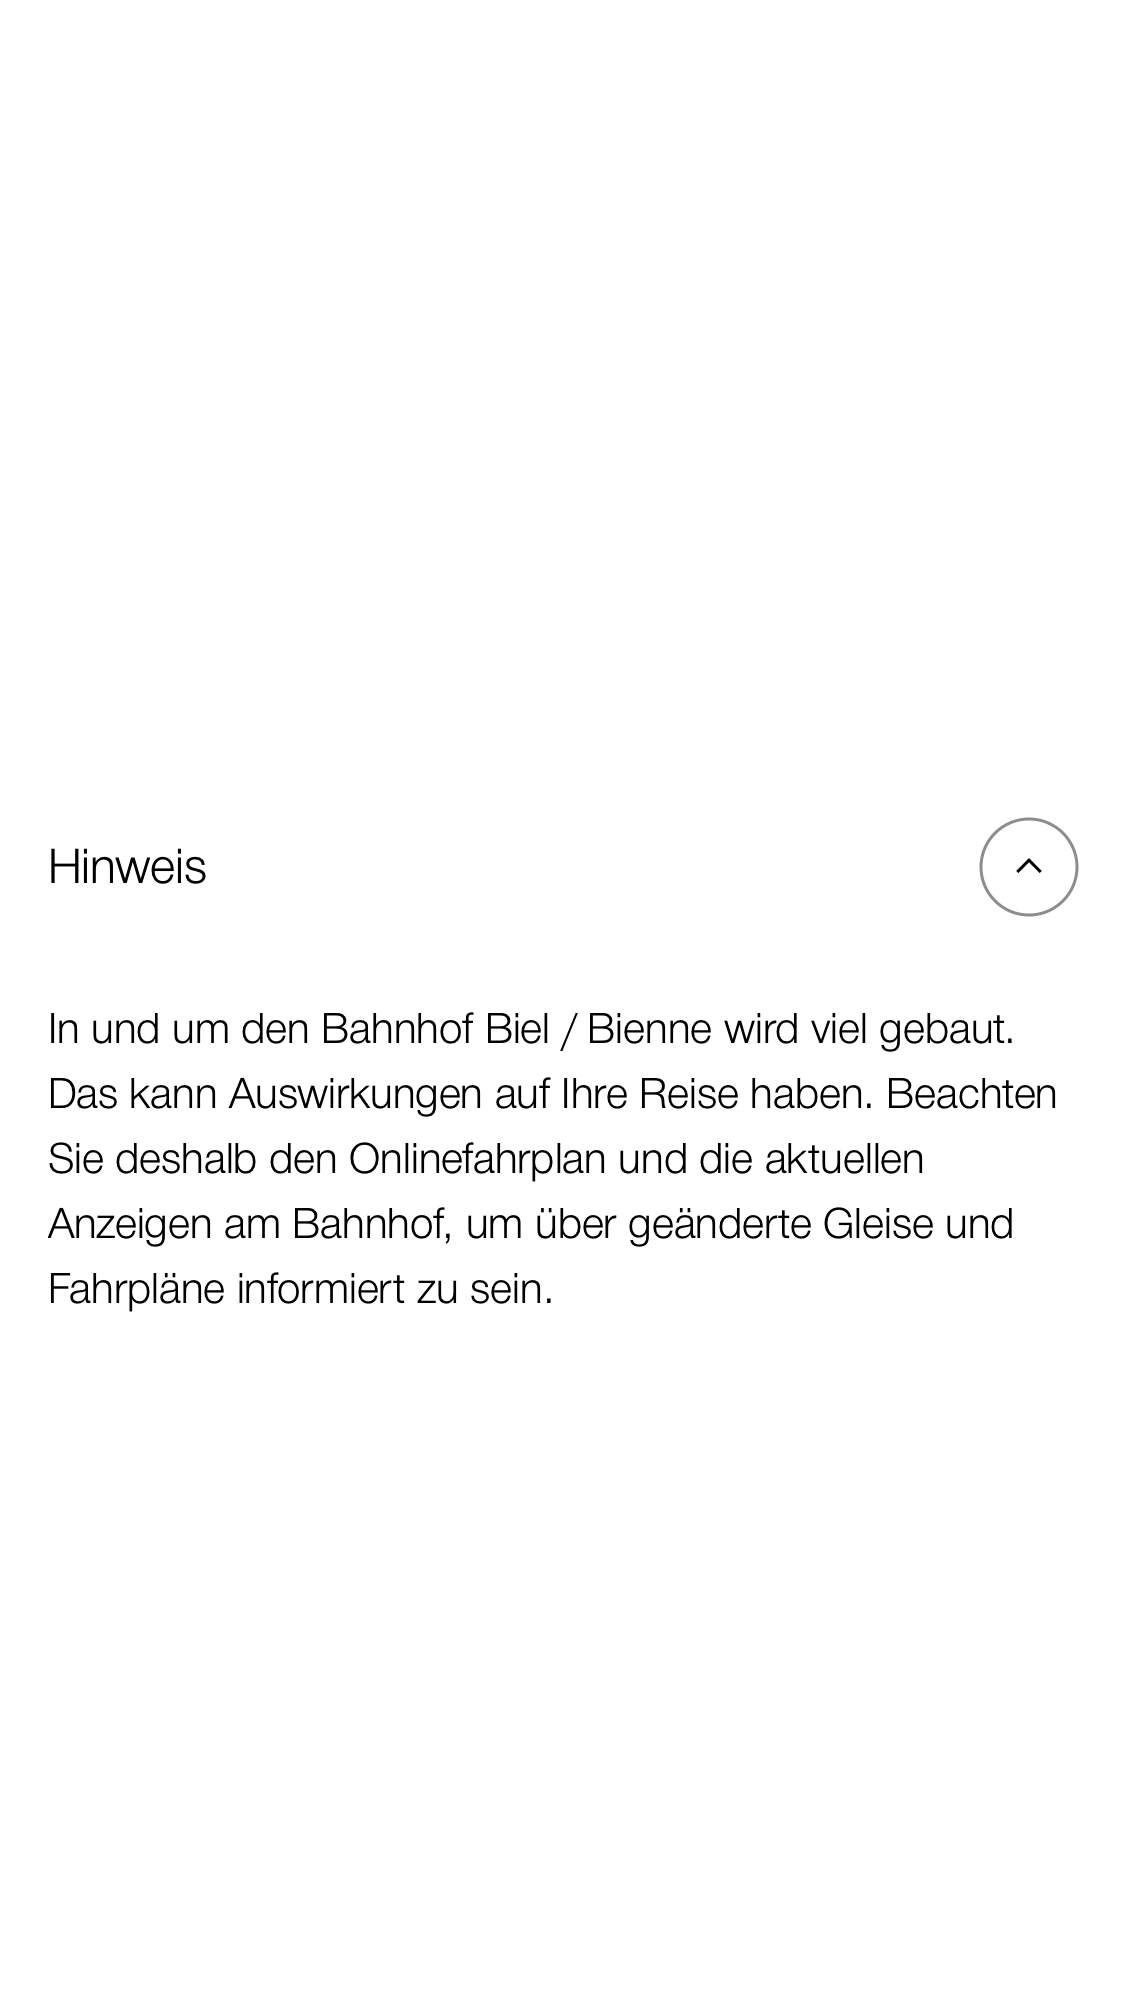 Hinweis
In und um den Bahnhof Biel / Bienne wird viel gebaut.
Das kann Auswirkungen auf Ihre Reise haben. Beachten
Sie deshalb den Onlinefahrplan und die aktuellen
Anzeigen am Bahnhof, um über geänderte Gleise und
Fahrpläne informiert zu sein.